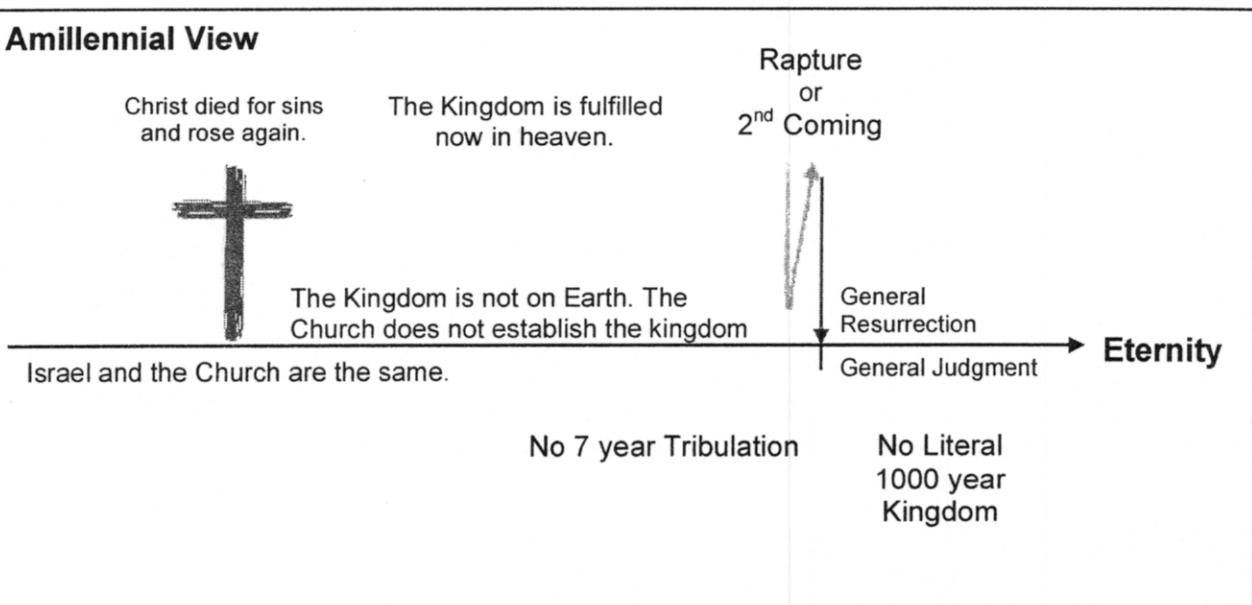 Amillennial View
Christ died for sins
and rose again.
The Kingdom is fulfilled
now in heaven.
Rapture
or
2nd Coming
The Kingdom is not on Earth. The
Church does not establish the kingdom
General
Resurrection
Eternity
Israel and the Church are the same.
General Judgment
No 7 year Tribulation
No Literal
1000 year
Kingdom